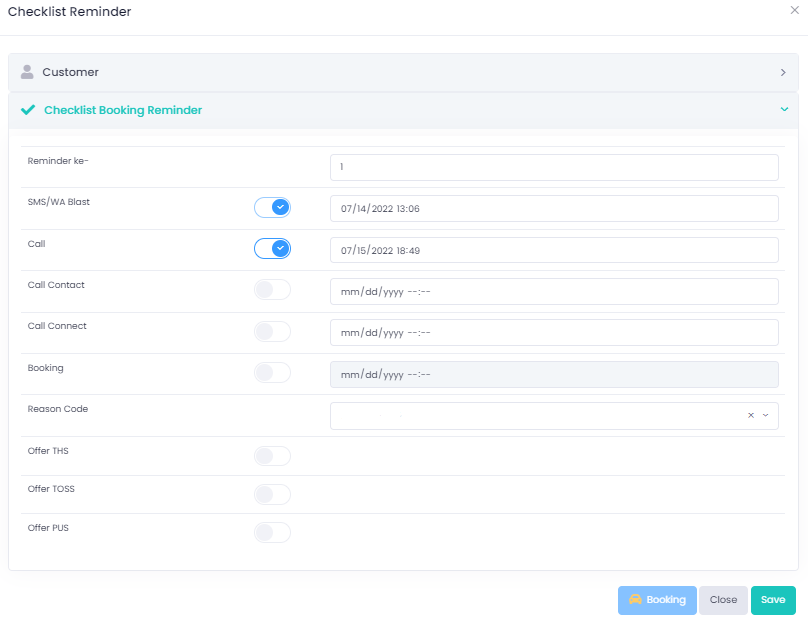 Checklist Reminder
Customer
Checklist Booking Reminder
Reminder ke- 1
SMS/WA Blast 07/14/2022 13:06
Call 07/15/2022 18:49
Call Contact mm/dd/yyyy --:--
Call Connect mm/dd/yyyy --:--
Booking mm/dd/yyyy --:--
Reason Code
Offer THS
Offer TOSS
Offer PUS
Booking Close Save